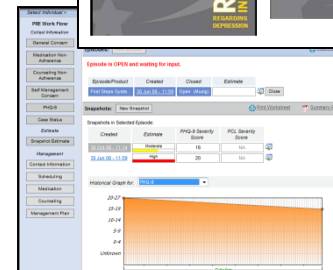 Select Individual >
PRE Work Flow
Collect Information
General Concern
Medication Non-Adherence
Counseling Non-Adherence
Self Management Concern
PHQ-9
Case Status
Estimate
Snapshot Estimate
Management
Contact Information
Scheduling
Medication
Counseling
Management Plan
REGARDING
DEPRESSION
Episode is OPEN and waiting for input.
Episode/Product Created Closed Estimate
First Steps Guide Open Close
Snapshots: New Snapshot Print Worksheet Summary
Snapshots in Selected Episode:
Created Estimate PHQ-9 Severity Score PCL Severity Score
Moderate 16 NA
High 20 NA
Historical Graph for: PHQ-9
20-27
15-19
10-14
5-9
0-4
Unknown